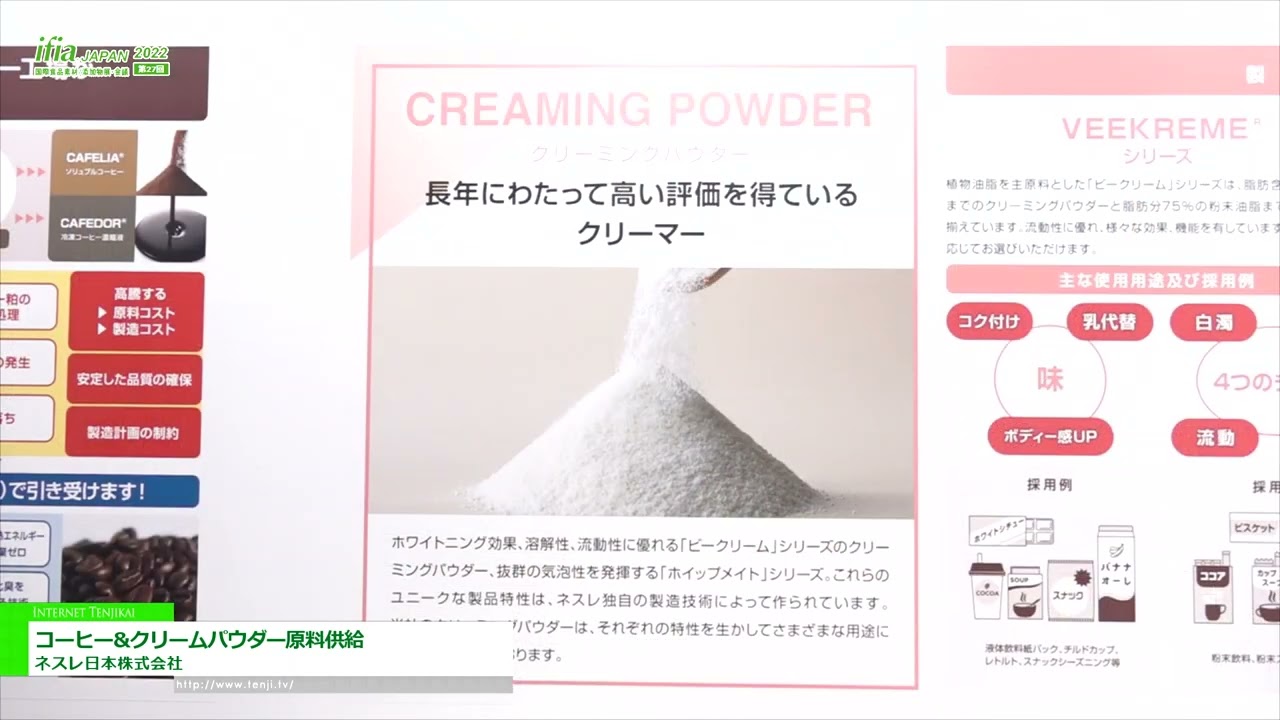 ifia JAPAN 2022
国際食品素材/添加物展・会議 第27回
CAFELIA®
ソリュブルコーヒー
CAFEDOR®
冷凍コーヒー濃縮液
高騰する
▶ 原料コスト
▶ 製造コスト
ー粕の
処理
の発生
安定した品質の確保
落ち
製造計画の制約
)で引き受けます!
CREAMING POWDER
クリーミングパウダー
長年にわたって高い評価を得ている
クリーマー
ホワイトニング効果、溶解性、流動性に優れる「ビークリーム」シリーズのクリー
ミングパウダー、抜群の気泡性を発揮する「ホイップメイト」シリーズ。これらの
ユニークな製品特性は、ネスレ独自の製造技術によって作られています。
パウダーは、それぞれの特性を生かしてさまざまな用途に
ります。
製
VEEKREME®
シリーズ
植物油脂を主原料とした「ビークリーム」シリーズは、脂肪含
までのクリーミングパウダーと脂肪分75%の粉末油脂ま
揃えています。流動性に優れ、様々な効果、機能を有しています
応じてお選びいただけます。
主な使用用途及び採用例
コク付け
乳代替
白濁
味
4つの
ボディー感UP
流動
採用例
採用
ホワイトシチュー
COCOA
SOUP
スナック
バナナ
オーレ
ビスケット
ココア
カップ
スー
液体飲料紙パック、チルドカップ、
レトルト、スナックシーズニング等
粉末飲料、粉末
INTERNET TENJIKAI
コーヒー&クリームパウダー原料供給
ネスレ日本株式会社
http://www.tenji.tv/